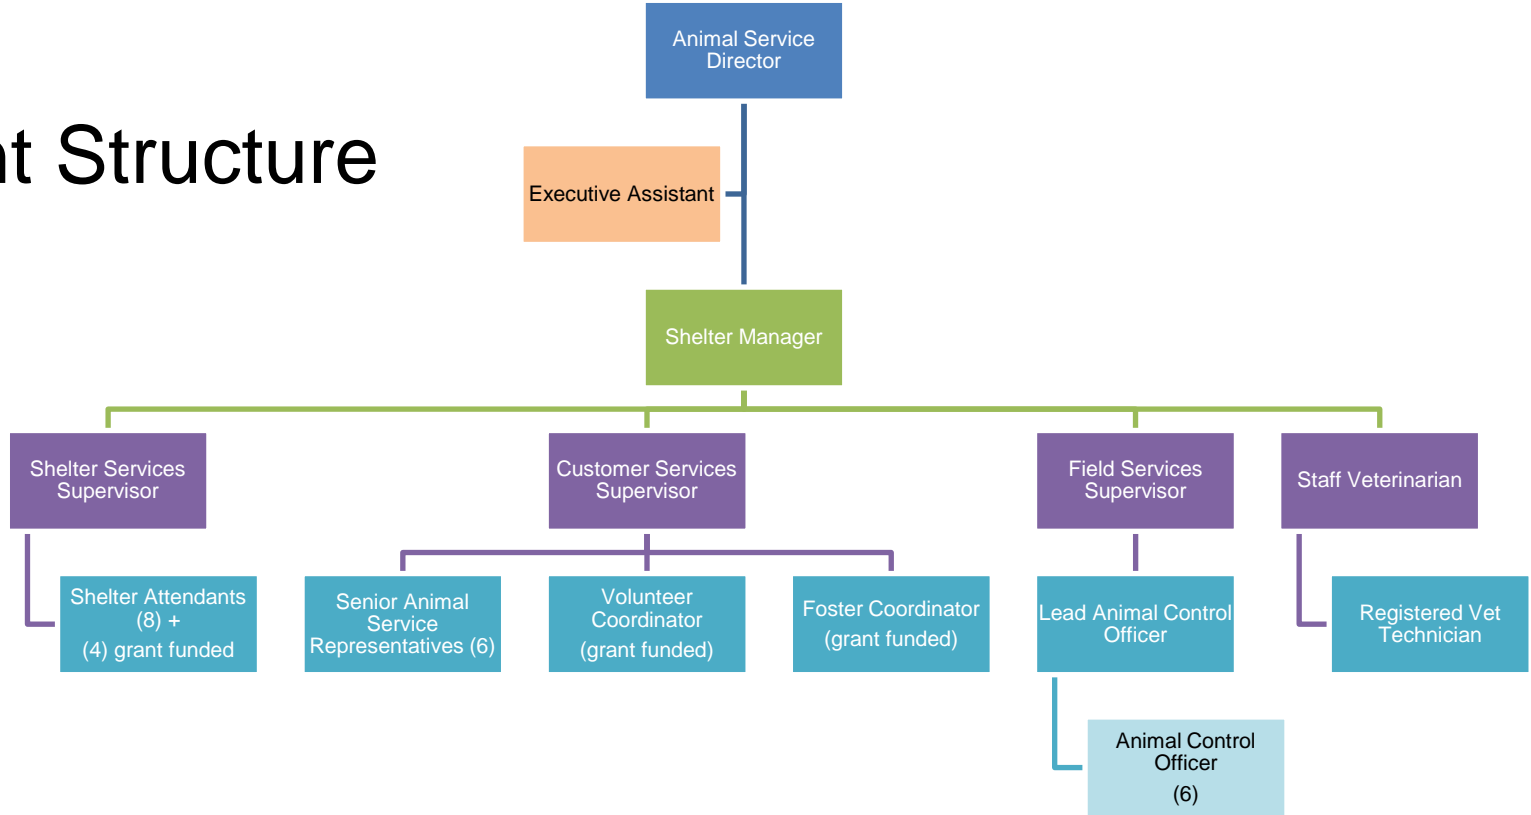 Animal Service
Director
nt Structure
Executive Assistant
Shelter Manager
Shelter Services
Supervisor
Customer Services
Supervisor
Field Services
Supervisor
Staff Veterinarian
Shelter Attendants
(8) +
(4) grant funded
Senior Animal
Service
Representatives (6)
Volunteer
Coordinator
(grant funded)
Foster Coordinator
(grant funded)
Lead Animal Control
Officer
Registered Vet
Technician
Animal Control
Officer
(6)